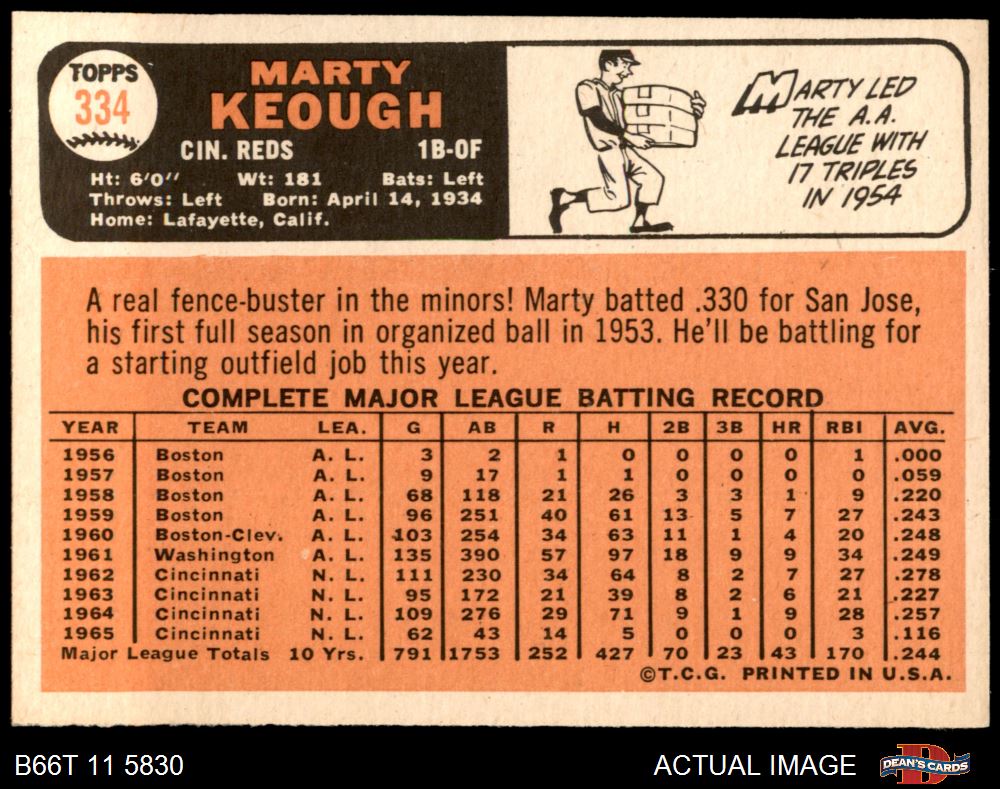 TOPPS
334
MARTY
KEOUGH
CIN. REDS 1B-OF
Ht: 6'0'' Wt: 181 Bats: Left
Throws: Left Born: April 14, 1934
Home: Lafayette, Calif.
MARTY LED
THE A.A.
LEAGUE WITH
17 TRIPLES
IN 1954
A real fence-buster in the minors! Marty batted .330 for San Jose,
his first full season in organized ball in 1953. He'll be battling for
a starting outfield job this year.
COMPLETE MAJOR LEAGUE BATTING RECORD
YEAR TEAM LEA. G AB R H 2B 3B HR RBI AVG.
1956 Boston A. L. 3 2 1 0 0 0 0 1 .000
1957 Boston A. L. 9 17 1 1 0 0 0 0 .059
1958 Boston A. L. 68 118 21 26 3 3 1 9 .220
1959 Boston A. L. 96 251 40 61 13 5 7 27 .243
1960 Boston-Clev. A. L. 103 254 34 63 11 1 4 20 .248
1961 Washington A. L. 135 390 57 97 18 9 9 34 .249
1962 Cincinnati N. L. 111 230 34 64 8 2 7 27 .278
1963 Cincinnati N. L. 95 172 21 39 8 2 6 21 .227
1964 Cincinnati N. L. 109 276 29 71 9 1 9 28 .257
1965 Cincinnati N. L. 62 43 14 5 0 0 0 3 .116
Major League Totals 10 Yrs. 791 1753 252 427 70 23 43 170 .244
©T.C.G. PRINTED IN U.S.A.
B66T 11 5830 ACTUAL IMAGE DEAN'S CARDS